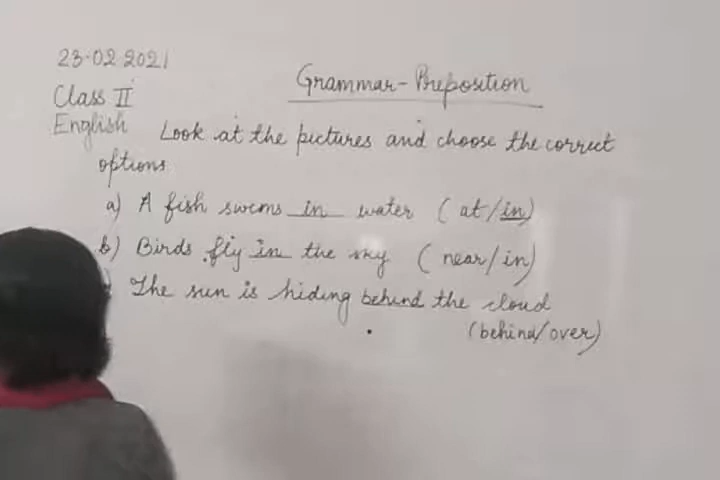 23.02.2021
Grammar-Preposition
Class II
English Look at the pictures and choose the correct
options
a) A fish swims in water (at/in)
b) Birds fly in the sky (near/in)
The sun is hiding behind the cloud
(behind/over)